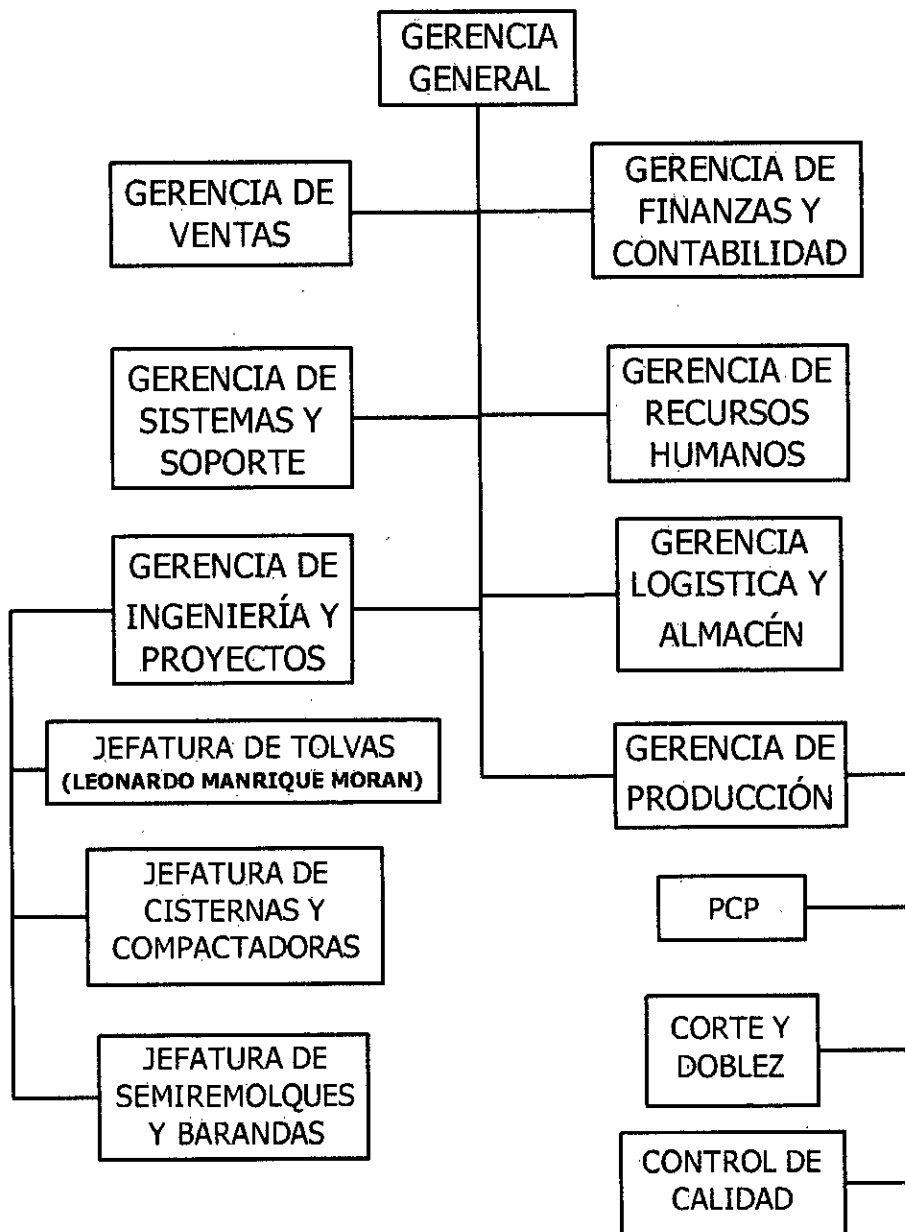 GERENCIA
GENERAL
GERENCIA DE
VENTAS
GERENCIA DE
FINANZAS Y
CONTABILIDAD
GERENCIA DE
SISTEMAS Y
SOPORTE
GERENCIA DE
RECURSOS
HUMANOS
GERENCIA DE
INGENIERÍA Y
PROYECTOS
GERENCIA
LOGISTICA Y
ALMACÉN
JEFATURA DE TOLVAS
(LEONARDO MANRIQUE MORAN)
GERENCIA DE
PRODUCCIÓN
JEFATURA DE
CISTERNAS Y
COMPACTADORAS
PCP
JEFATURA DE
SEMIREMOLQUES
Y BARANDAS
CORTE Y
DOBLEZ
CONTROL DE
CALIDAD